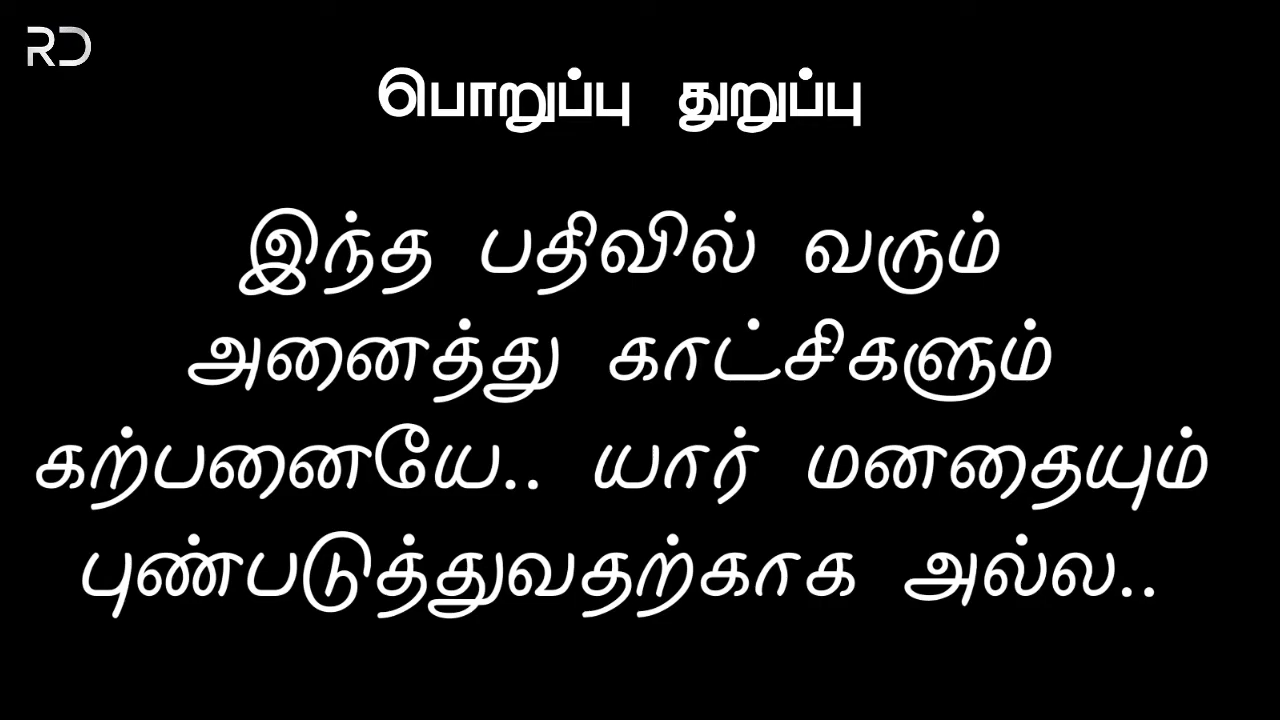 RD
பொறுப்பு துறுப்பு
இந்த பதிவில் வரும்
அனைத்து காட்சிகளும்
கற்பனையே.. யார் மனதையும்
புண்படுத்துவதற்காக அல்ல..